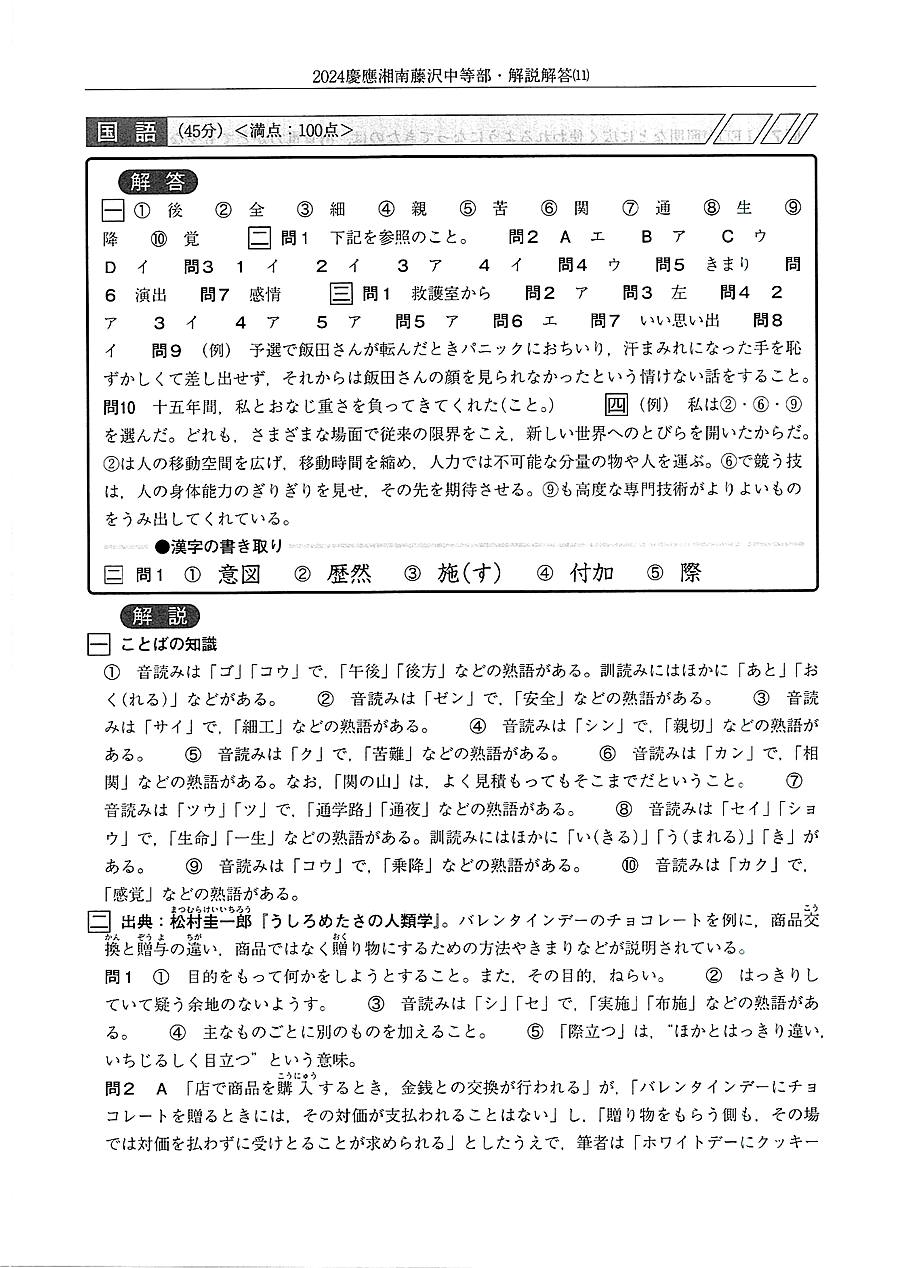 2024慶應湘南藤沢中等部・解説解答(11)
国語 (45分) <満点:100点>
解答
一 ① 後 ② 全 ③ 細 ④ 親 ⑤ 苦 ⑥ 関 ⑦ 通 ⑧ 生 ⑨
降 ⑩ 覚 二 問1 下記を参照のこと。 問2 A エ B ア C ウ
D イ 問3 1 イ 2 イ 3 ア 4 イ 問4 ウ 問5 きまり 問
6 演出 問7 感情 三 問1 救護室から 問2 ア 問3 左 問4 2
ア 3 イ 4 ア 5 ア 問5 ア 問6 エ 問7 いい思い出 問8
イ 問9 (例) 予選で飯田さんが転んだときパニックにおちいり,汗まみれになった手を恥
ずかしくて差し出せず,それからは飯田さんの顔を見られなかったという情けない話をすること。
問10 十五年間,私とおなじ重さを負ってきてくれた(こと。) 四 (例) 私は②・⑥・⑨
を選んだ。どれも,さまざまな場面で従来の限界をこえ,新しい世界へのとびらを開いたからだ。
②は人の移動空間を広げ,移動時間を縮め,人力では不可能な分量の物や人を運ぶ。⑥で競う技
は,人の身体能力のぎりぎりを見せ,その先を期待させる。⑨も高度な専門技術がよりよいもの
をうみ出してくれている。
●漢字の書き取り
二 問1 ① 意図 ② 歴然 ③ 施(す) ④ 付加 ⑤ 際
解説
一 ことばの知識
① 音読みは「ゴ」「コウ」で,「午後」「後方」などの熟語がある。訓読みにはほかに「あと」「お
く(れる)」などがある。 ② 音読みは「ゼン」で,「安全」などの熟語がある。 ③ 音読
みは「サイ」で,「細工」などの熟語がある。 ④ 音読みは「シン」で,「親切」などの熟語が
ある。 ⑤ 音読みは「ク」で,「苦難」などの熟語がある。 ⑥ 音読みは「カン」で,「相
関」などの熟語がある。なお,「関の山」は,よく見積もってもそこまでだということ。 ⑦
音読みは「ツウ」「ツ」で,「通学路」「通夜」などの熟語がある。 ⑧ 音読みは「セイ」「ショ
ウ」で,「生命」「一生」などの熟語がある。訓読みにはほかに「い(きる)」「う(まれる)」「き」が
ある。 ⑨ 音読みは「コウ」で,「乗降」などの熟語がある。 ⑩ 音読みは「カク」で,
「感覚」などの熟語がある。
二 出典:松村圭一郎『うしろめたさの人類学』。バレンタインデーのチョコレートを例に,商品交
換と贈与の違い,商品ではなく贈り物にするための方法やきまりなどが説明されている。
問1 ① 目的をもって何かをしようとすること。また,その目的,ねらい。 ② はっきりし
ていて疑う余地のないようす。 ③ 音読みは「シ」「セ」で,「実施」「布施」などの熟語があ
る。 ④ 主なものごとに別のものを加えること。 ⑤ 「際立つ」は,“ほかとはっきり違い,
いちじるしく目立つ”という意味。
問2 A 「店で商品を購入するとき,金銭との交換が行われる」が,「バレンタインデーにチョ
コレートを贈るときには,その対価が支払われることはない」し,「贈り物をもらう側も,その場
では対価を払わずに受けとることが求められる」としたうえで,筆者は「ホワイトデーにクッキー